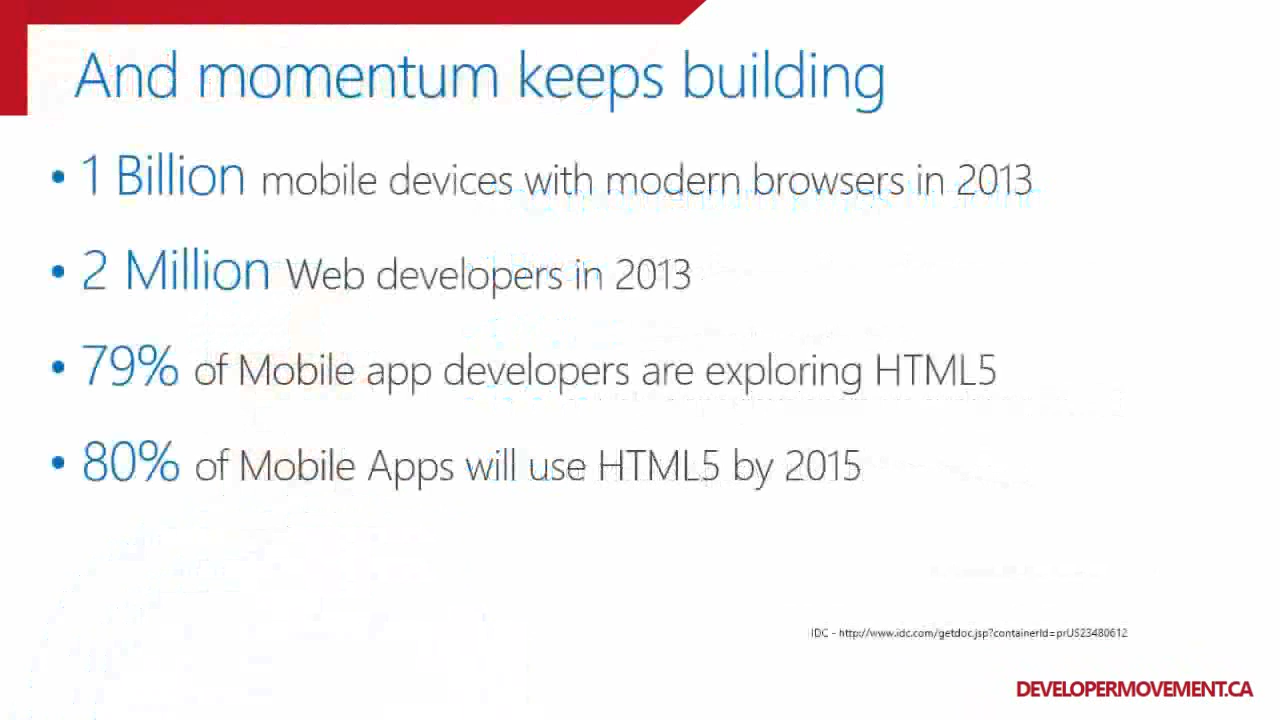 And momentum keeps building
• 1 Billion mobile devices with modern browsers in 2013
• 2 Million Web developers in 2013
• 79% of Mobile app developers are exploring HTML5
• 80% of Mobile Apps will use HTML5 by 2015
IDC - http://www.idc.com/getdoc.jsp?containerId=prUS23480612
DEVELOPERMOVEMENT.CA